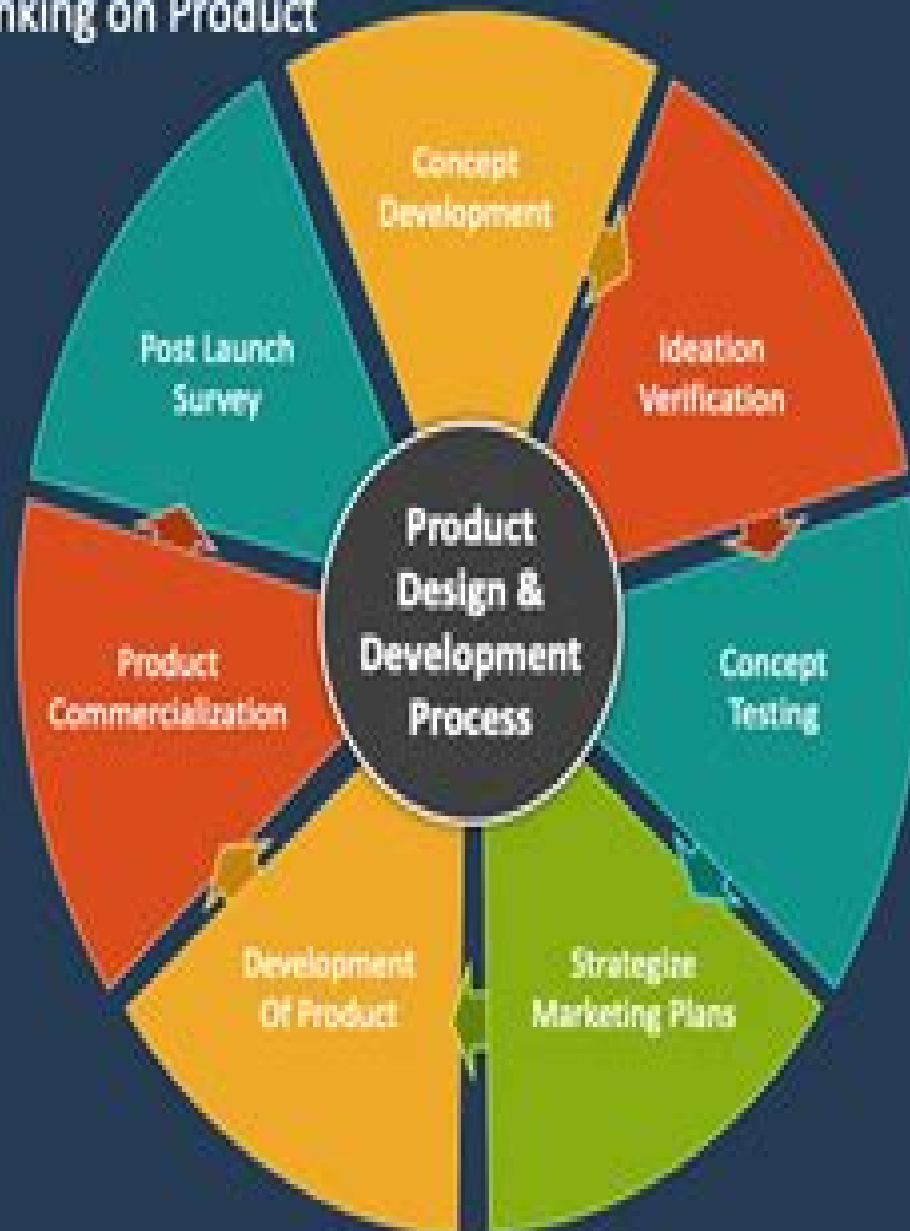 nking on Product
Concept
Development
Ideation
Verification
Concept
Testing
Strategize
Marketing Plans
Development
Of Product
Product
Commercialization
Post Launch
Survey
Product
Design &
Development
Process